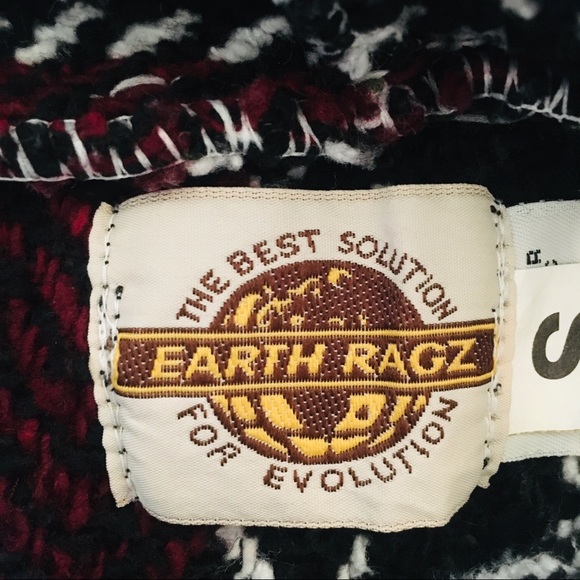 THE BEST SOLUTION
EARTH RAGZ
FOR EVOLUTION
S